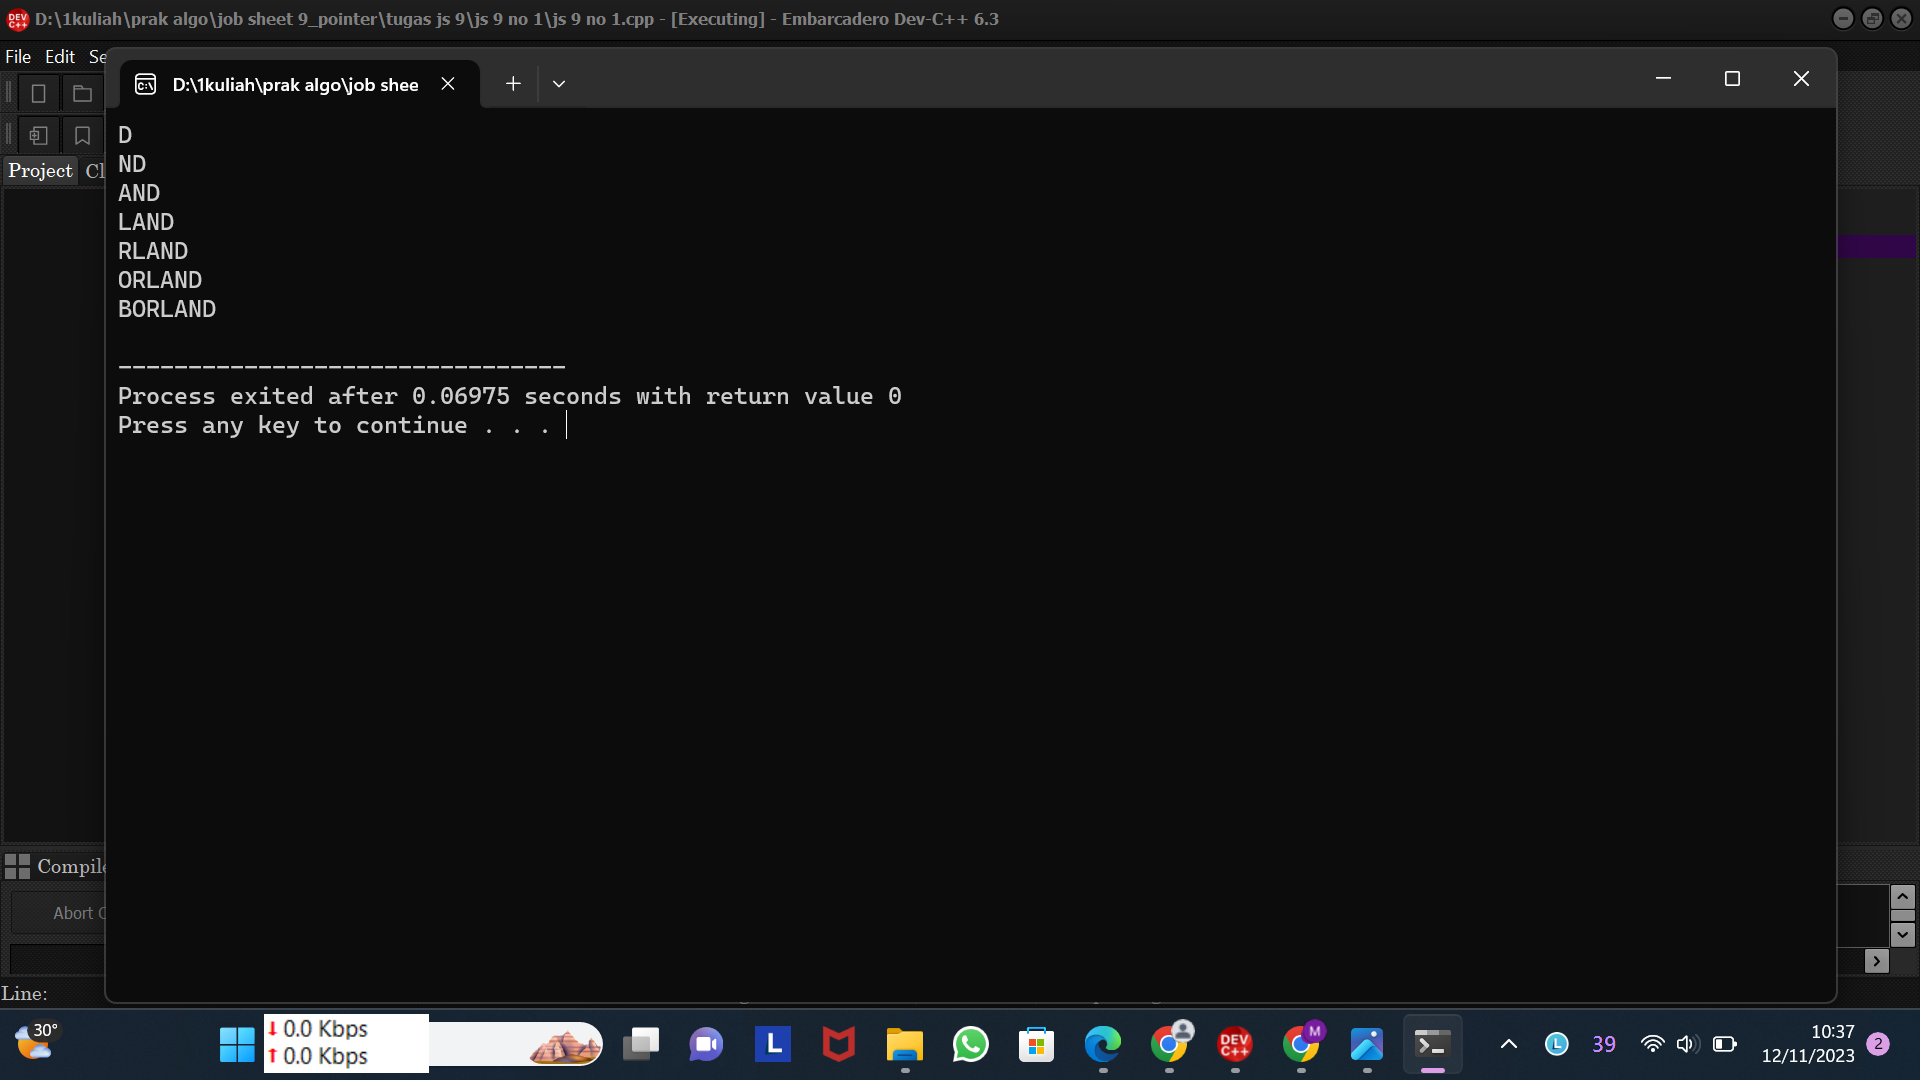 D:\1kuliah\prak algo\job sheet 9_pointer\tugas js 9\js 9 no 1\js 9 no 1.cpp - [Executing] - Embarcadero Dev-C++ 6.3
File Edit Se
D:\1kuliah\prak algo\job shee
Project Cl
D
ND
AND
LAND
RLAND
ORLAND
BORLAND
--------------------------------
Process exited after 0.06975 seconds with return value 0
Press any key to continue . . .
Compile
Abort C
Line:
30°
0.0 Kbps
0.0 Kbps
L
DEV C++
M
L
39
10:37
12/11/2023
2